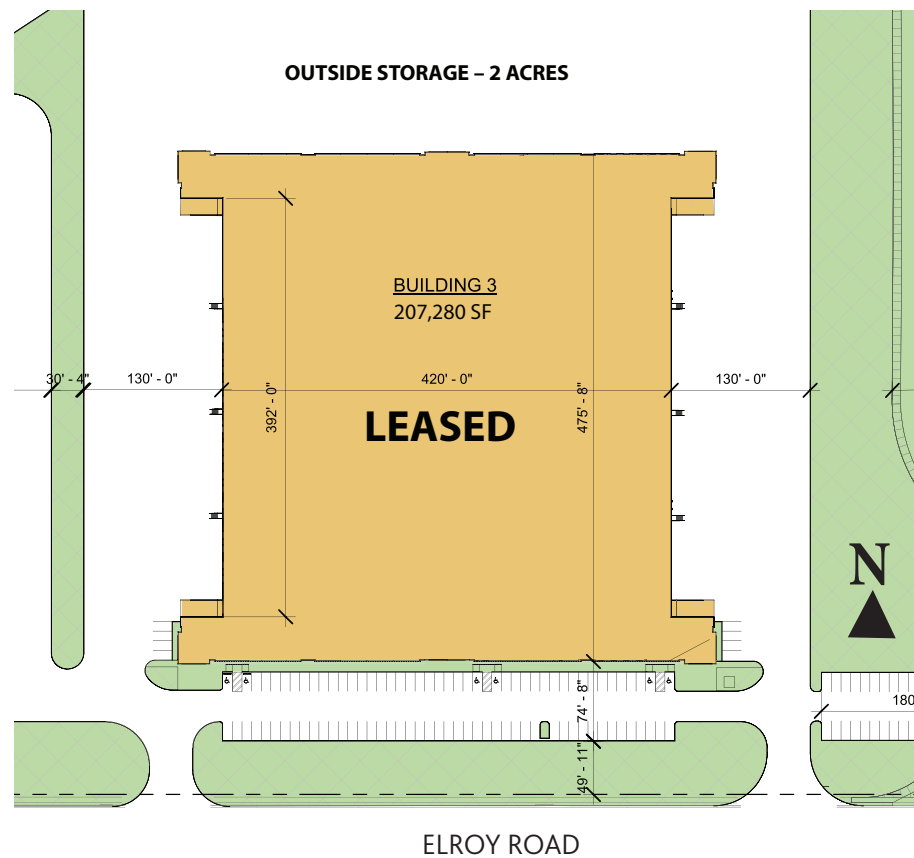 OUTSIDE STORAGE – 2 ACRES
BUILDING 3
207,280 SF
30' - 4"
130' - 0"
420' - 0"
130' - 0"
392' - 0"
475' - 8"
LEASED
N
74' - 8"
180
49' - 11"
ELROY ROAD